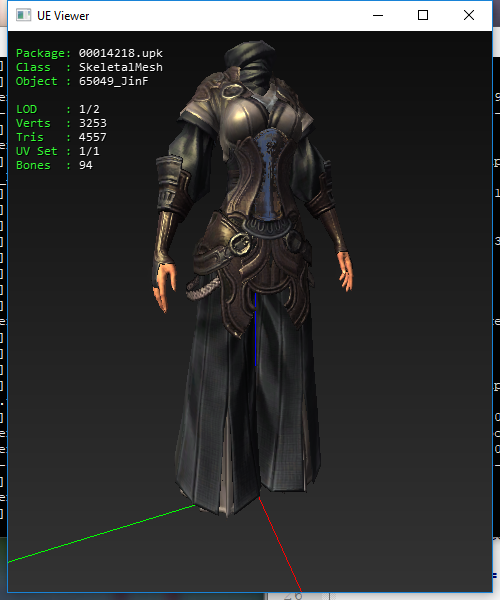 UE Viewer
Package: 00014218.upk
Class : SkeletalMesh
Object : 65049_JinF
LOD : 1/2
Verts : 3253
Tris : 4557
UV Set : 1/1
Bones : 94